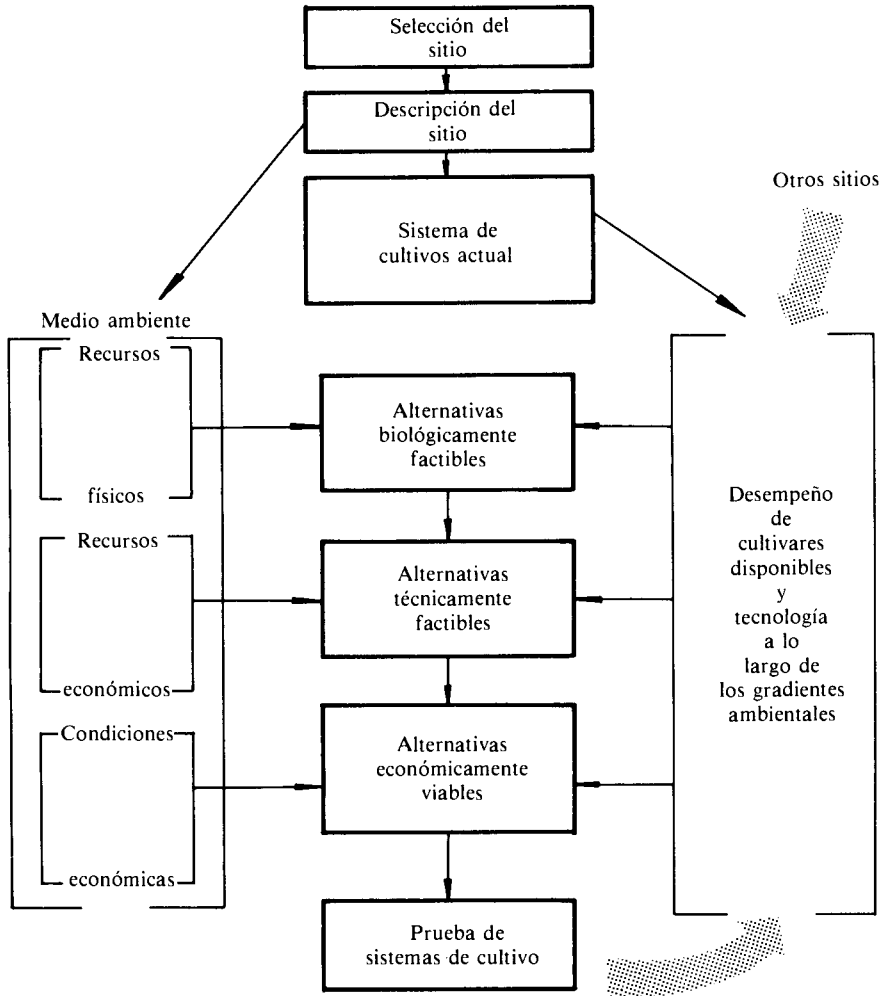 Selección del
sitio
Descripción del
sitio
Sistema de
cultivos actual
Otros sitios
Medio ambiente
Recursos
físicos
Recursos
económicos
Condiciones
económicas
Alternativas
biológicamente
factibles
Alternativas
técnicamente
factibles
Alternativas
económicamente
viables
Prueba de
sistemas de cultivo
Desempeño
de
cultivares
disponibles
y
tecnología
a lo
largo de
los gradientes
ambientales